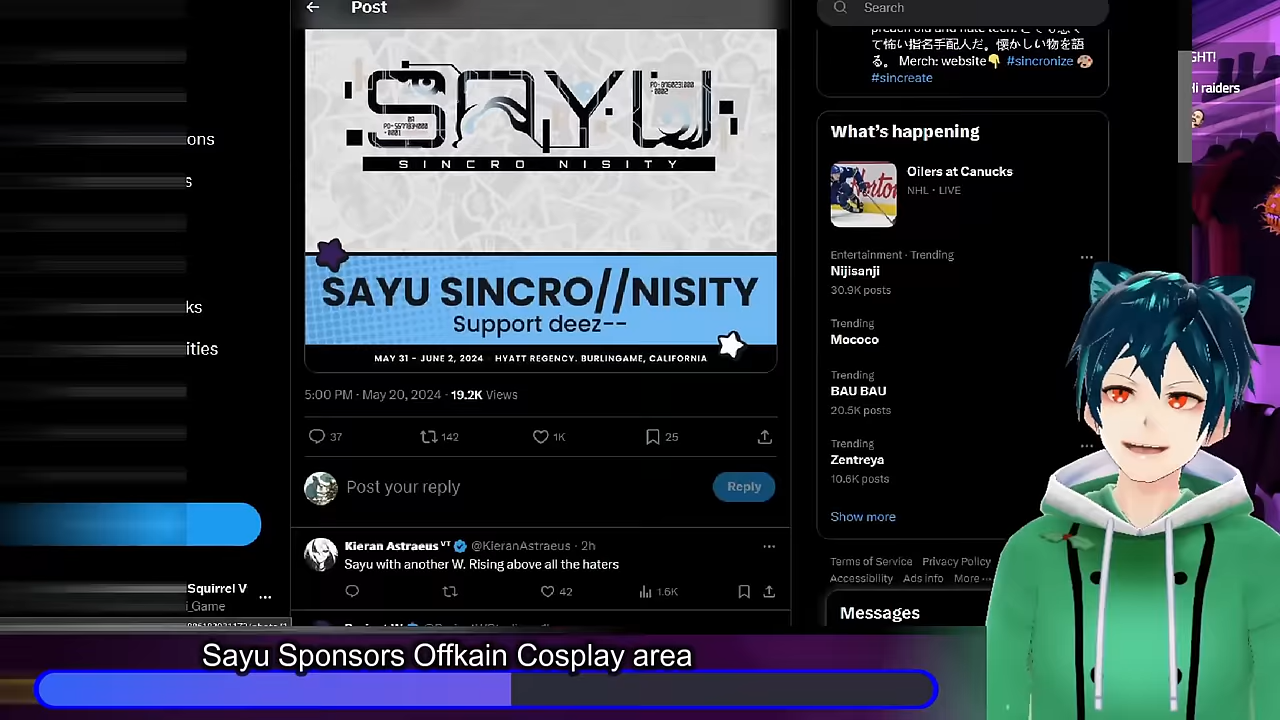 Post
Search
て怖い指名手配人だ。懐かしい物を語
る。 Merch: website👇 #sincronize 🎨
#sincreate
GHT!
Hi raiders
ons
s
ks
ities
Squirrel V
i_Game
SAYU
SINCRO NISITY
SAYU SINCRO//NISITY
Support deez--
MAY 31 - JUNE 2, 2024 HYATT REGENCY. BURLINGAME, CALIFORNIA
5:00 PM · May 20, 2024 · 19.2K Views
37 142 1K 25
Post your reply
Reply
Kieran Astraeus VT @KieranAstraeus · 2h
Sayu with another W. Rising above all the haters
42 1.6K
What's happening
Oilers at Canucks
NHL · LIVE
Entertainment · Trending
Nijisanji
30.9K posts
Trending
Mococo
Trending
BAU BAU
20.5K posts
Trending
Zentreya
10.6K posts
Show more
Terms of Service Privacy Policy
Accessibility Ads info More ···
Messages
Sayu Sponsors Offkain Cosplay area